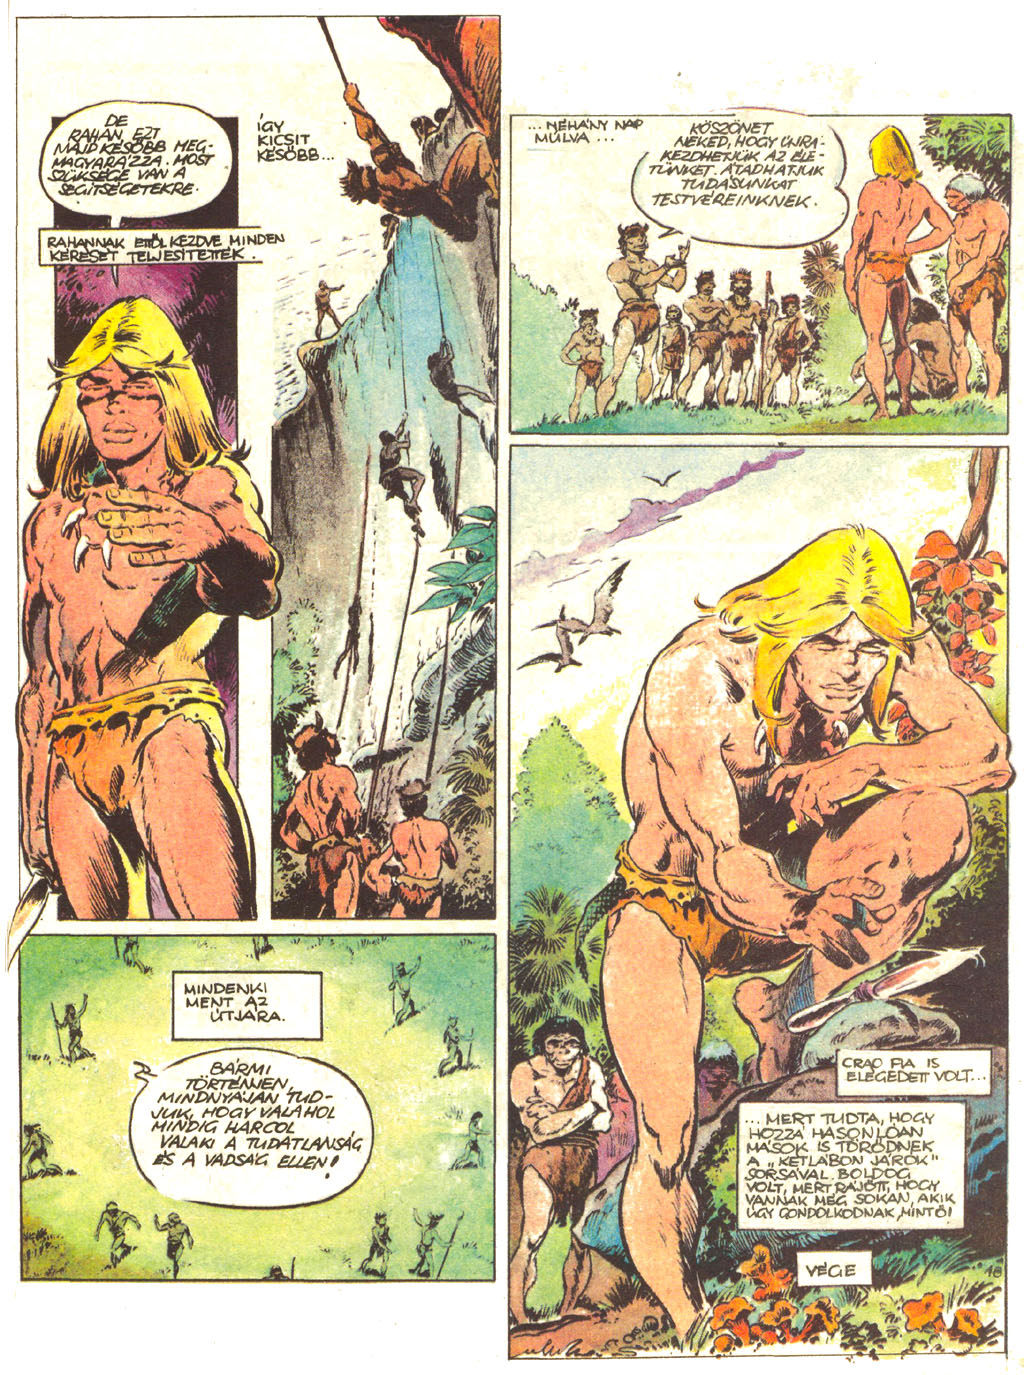 DE
RAHAN, EZT
MAJD KÉSŐBB MEG-
MAGYARÁZZA. MOST
SZÜKSÉGE VAN A
SEGÍTSÉGETEKRE.
RAHANNAK ETŐL KEZDVE MINDEN
KÉRÉSÉT TELJESÍTETTÉK.
ÍGY
KICSIT
KÉSŐBB...
...NÉHÁNY NAP
MÚLVA...
KÖSZÖNET
NEKED, HOGY ÚJRA
KEZDHETJÜK AZ ÉLE-
TÜNKET. ÁTADHATJUK
TUDÁSUNKAT
TESTVÉREINKNEK.
MINDENKI
MENT AZ
ÚTJÁRA.
BÁRMI
TÖRTÉNJEN,
MINDNYÁJAN TUD-
JUK, HOGY VALAHOL
MINDIG HARCOL
VALAKI A TUDATLANSÁG
ÉS A VADSÁG ELLEN!
CRAO FIA IS
ELÉGEDETT VOLT...
...MERT TUDTA, HOGY
HOZZÁ HASONLÓAN
MÁSOK IS TÖRŐDNEK
A „KÉTLÁBON JÁRÓK"
SORSÁVAL. BOLDOG
VOLT, MERT RÁJÖTT, HOGY
VANNAK MÉG SOKAN, AKIK
ÚGY GONDOLKODNAK, MINT Ő!
VÉGE
18